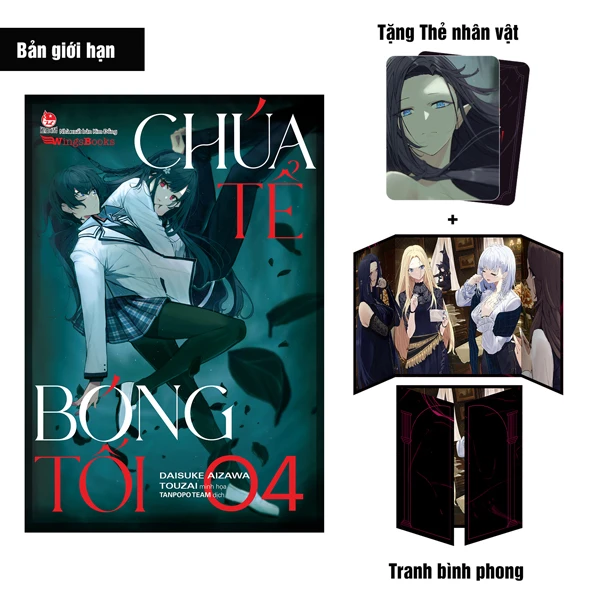 Bản giới hạn
Tặng Thẻ nhân vật
Nhà xuất bản Kim Đồng
WingsBooks
CHÚA
TỂ
+
BÓNG
TỐI 04
DAISUKE AIZAWA
TOUZAI minh họa
TANPOPO TEAM dịch
Tranh bình phong